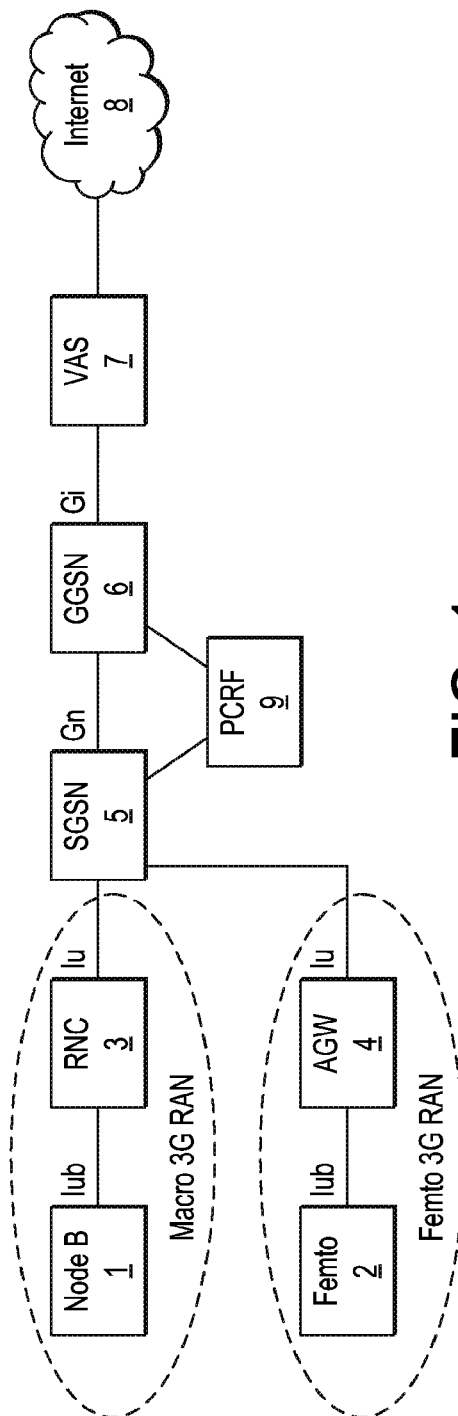 Node B
1
Iub
RNC
3
Iu
Macro 3G RAN
SGSN
5
Gn
GGSN
6
Gi
VAS
7
Internet
8
PCRF
9
Femto
2
Iub
AGW
4
Iu
Femto 3G RAN